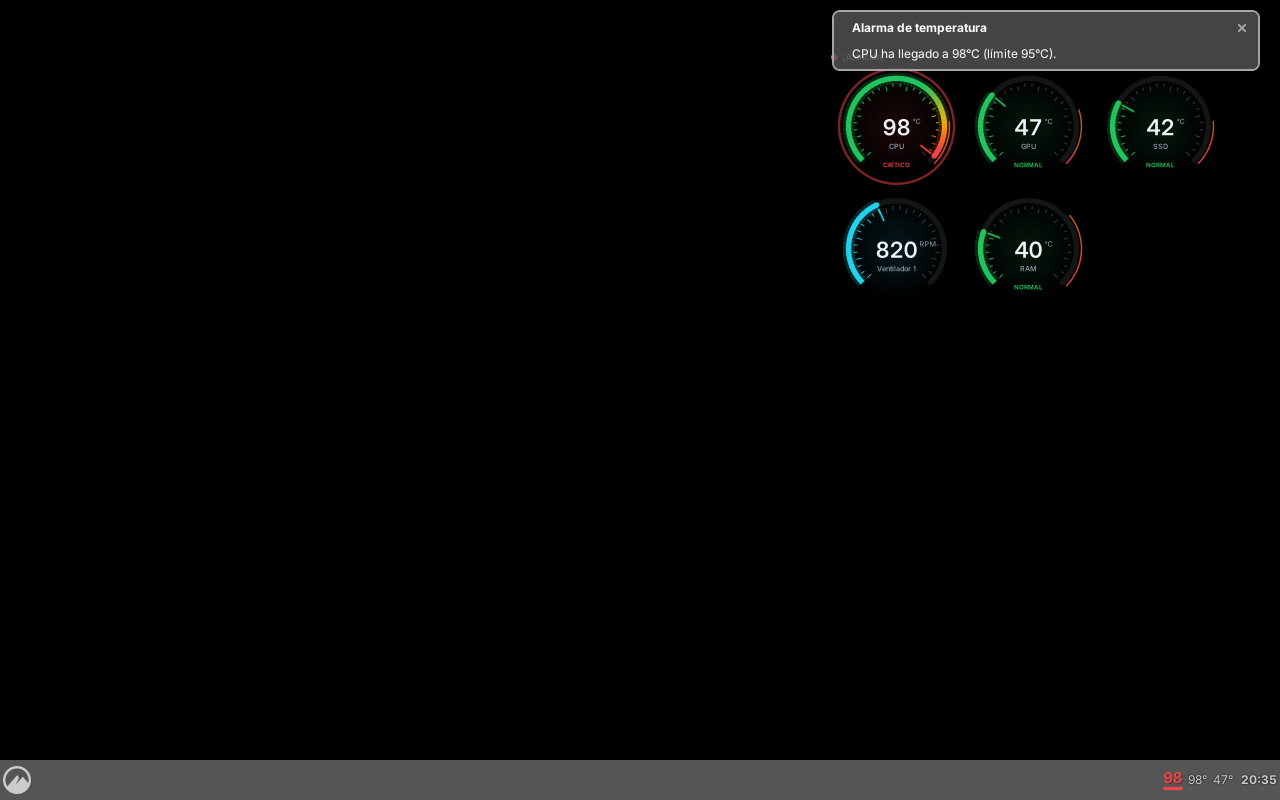 Alarma de temperatura
CPU ha llegado a 98°C (límite 95°C).
98 °C
CPU
CRÍTICO
47 °C
GPU
NORMAL
42 °C
SSD
NORMAL
820 RPM
Ventilador 1
40 °C
RAM
NORMAL
98 98° 47° 20:35